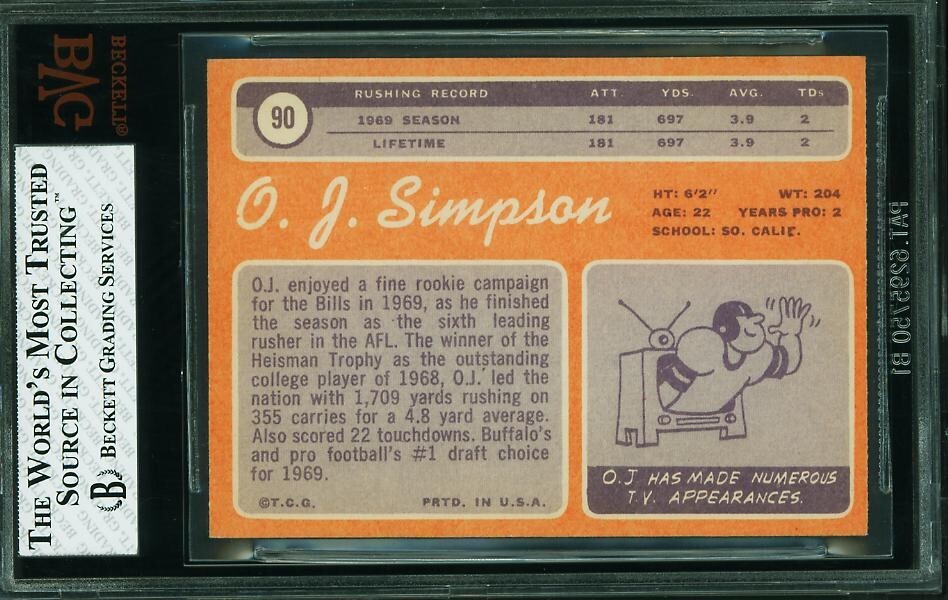 BECKETT®
BVG
THE WORLD'S MOST TRUSTED
SOURCE IN COLLECTING™
BECKETT GRADING SERVICES
B
90
RUSHING RECORD ATT. YDS. AVG. TDs
1969 SEASON 181 697 3.9 2
LIFETIME 181 697 3.9 2
O. J. Simpson
HT: 6'2" WT: 204
AGE: 22 YEARS PRO: 2
SCHOOL: SO. CALIF.
O.J. enjoyed a fine rookie campaign
for the Bills in 1969, as he finished
the season as the sixth leading
rusher in the AFL. The winner of the
Heisman Trophy as the outstanding
college player of 1968, O.J. led the
nation with 1,709 yards rushing on
355 carries for a 4.8 yard average.
Also scored 22 touchdowns. Buffalo's
and pro football's #1 draft choice
for 1969.
©T.C.G. PRTD. IN U.S.A.
O.J HAS MADE NUMEROUS
T.V. APPEARANCES.